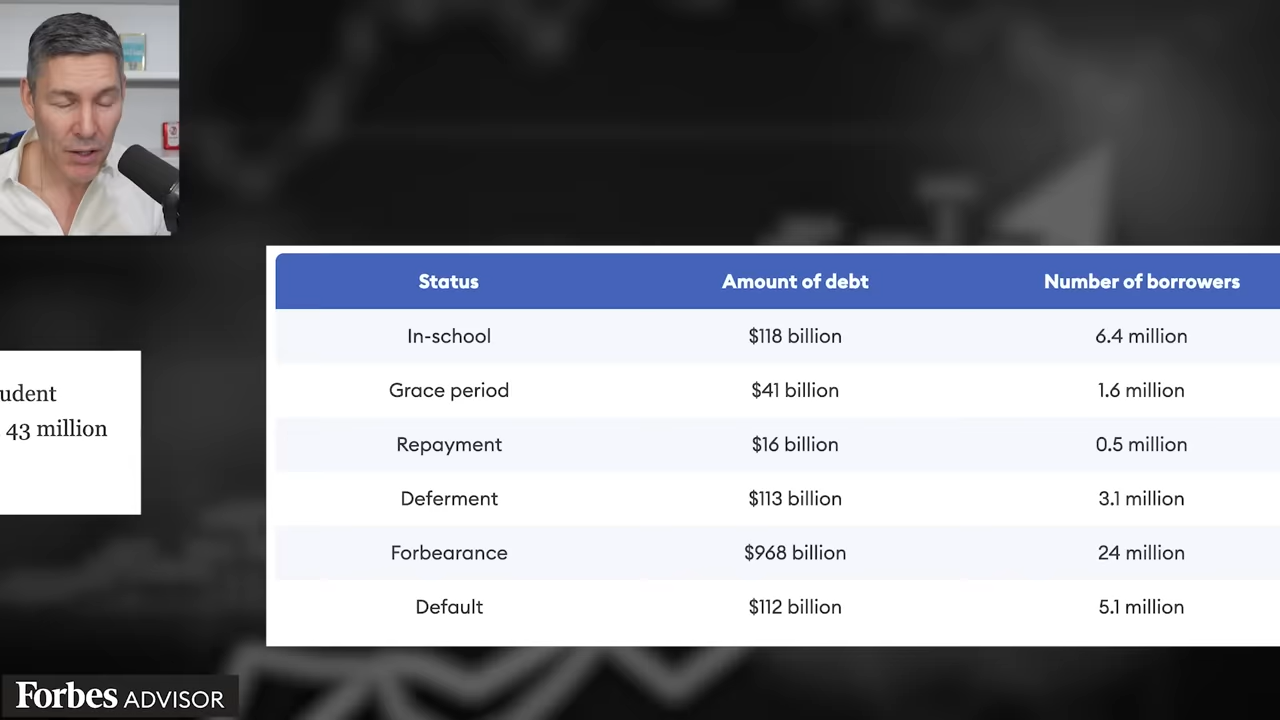 Status Amount of debt Number of borrowers
In-school $118 billion 6.4 million
Grace period $41 billion 1.6 million
Repayment $16 billion 0.5 million
Deferment $113 billion 3.1 million
Forbearance $968 billion 24 million
Default $112 billion 5.1 million
udent
43 million
Forbes ADVISOR